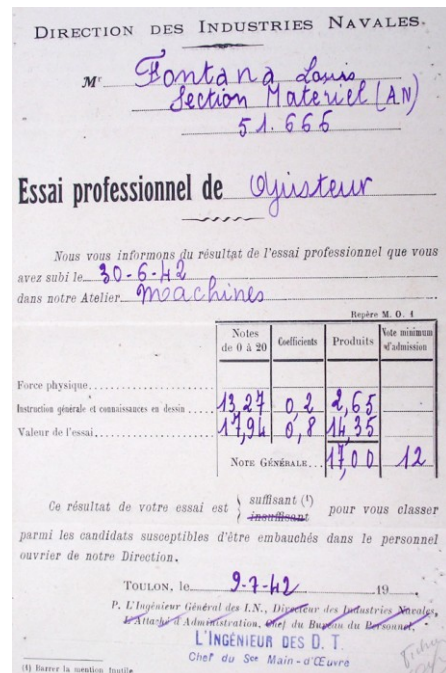 DIRECTION DES INDUSTRIES NAVALES.
Mr Fontana Louis
Section Materiel (AN)
51.666
Essai professionnel de Ajusteur
Nous vous informons du résultat de l'essai professionnel que vous
avez subi le 30-6-42
dans notre Atelier Machines
Repère M. O. 4
Notes de 0 à 20 Coefficients Produits Note minimum d'admission
Force physique
Instruction générale et connaissances en dessin 13,27 0,2 2,65
Valeur de l'essai 17,94 0,8 14,35
NOTE GÉNÉRALE 17,00 12
Ce résultat de votre essai est } suffisant (1) insuffisant pour vous classer
parmi les candidats susceptibles d'être embauchés dans le personnel
ouvrier de notre Direction.
TOULON, le 9-7-42 19
P. L'Ingénieur Général des I.N., Directeur des Industries Navales,
L'Attaché d'Administration, Chef du Bureau du Personnel,
L'INGÉNIEUR DES D. T.
Chef du Sce Main-d'Œuvre
(1) Barrer la mention inutile